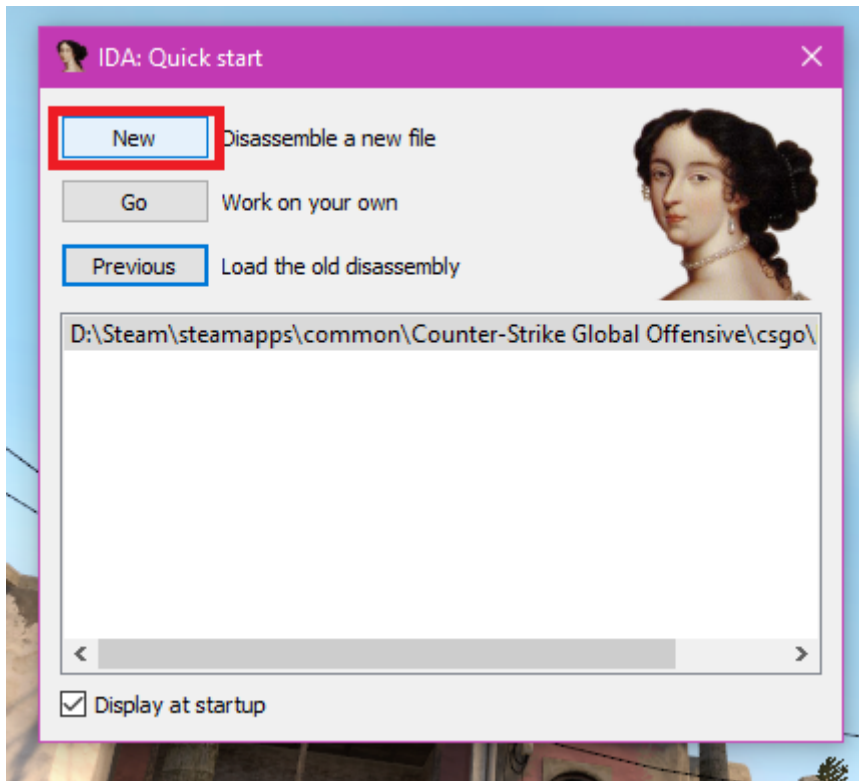 IDA: Quick start
New Disassemble a new file
Go Work on your own
Previous Load the old disassembly
D:\Steam\steamapps\common\Counter-Strike Global Offensive\csgo\
Display at startup